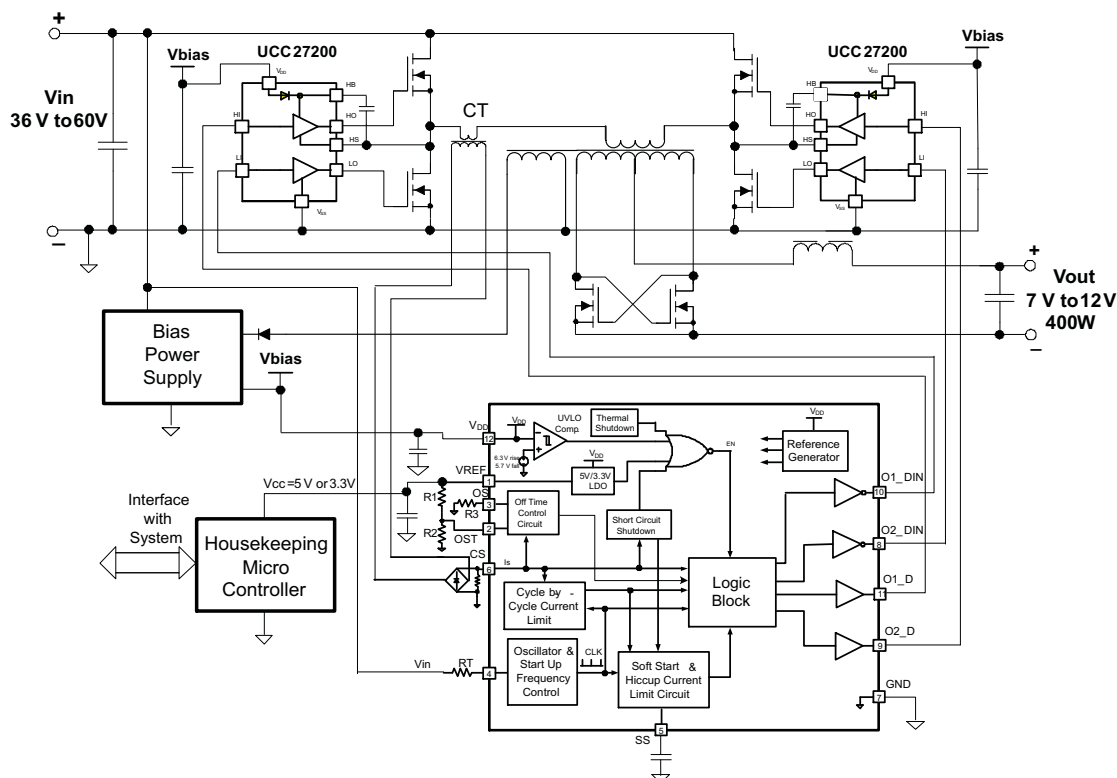 +
Vbias
UCC27200
UCC27200
Vbias
+
VDD
VDD
Vin
36 V to60V
HB
HI
HO
HS
LI
LO
VSS
CT
HB
HO
HI
HS
LO
LI
VSS
–
+
Vout
7 V to12V
400W
–
Bias
Power
Supply
Vbias
VDD
12
VDD
UVLO
Comp.
6.3 V rise
5.7 V fall
Thermal
Shutdown
VDD
5V/3.3V
LDO
EN
VDD
Reference
Generator
VREF
1
Vcc=5 V or 3.3V
R1
OS
3
R3
R2
2
OST
Off Time
Control
Circuit
Short Circuit
Shutdown
O1_DIN
10
O2_DIN
8
O1_D
11
O2_D
9
Interface
with
System
Housekeeping
Micro
Controller
CS
6
Is
Cycle by -
Cycle Current
Limit
Logic
Block
Vin
RT
4
Oscillator &
Start Up
Frequency
Control
CLK
Soft Start &
Hiccup Current
Limit Circuit
GND
7
5
SS